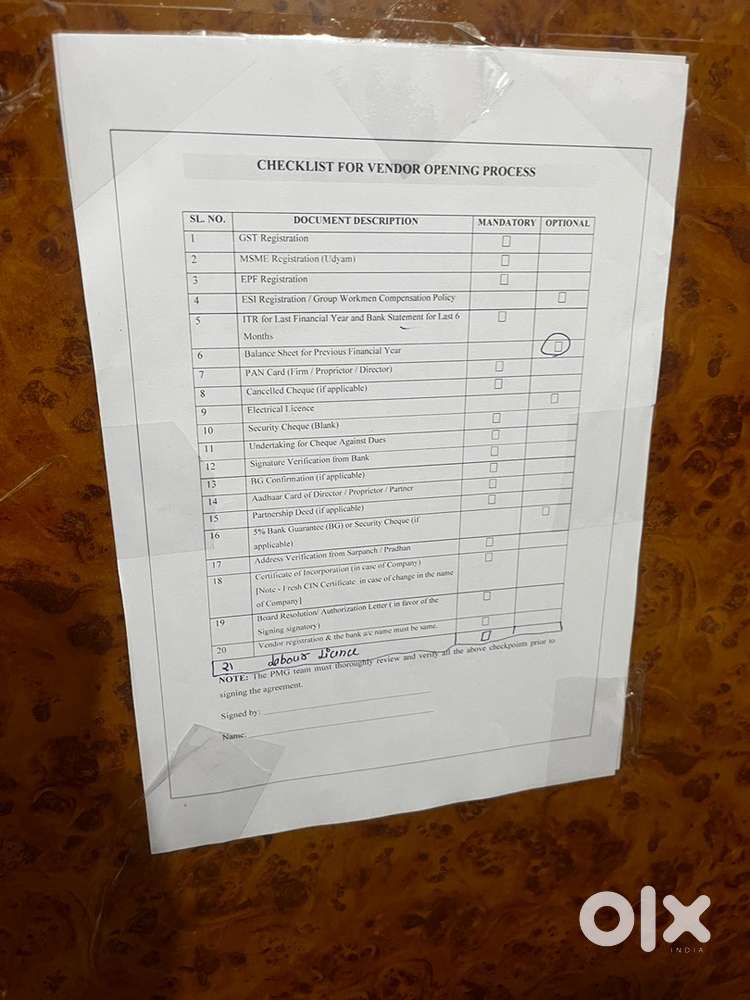 CHECKLIST FOR VENDOR OPENING PROCESS
SL. NO. DOCUMENT DESCRIPTION MANDATORY OPTIONAL
1 GST Registration
2 MSME Registration (Udyam)
3 EPF Registration
4 ESI Registration / Group Workmen Compensation Policy
5 ITR for Last Financial Year and Bank Statement for Last 6
Months
6 Balance Sheet for Previous Financial Year
7 PAN Card (Firm / Proprietor / Director)
8 Cancelled Cheque (if applicable)
9 Electrical Licence
10 Security Cheque (Blank)
11 Undertaking for Cheque Against Dues
12 Signature Verification from Bank
13 BG Confirmation (if applicable)
14 Aadhaar Card of Director / Proprietor / Partner
15 Partnership Deed (if applicable)
16 5% Bank Guarantee (BG) or Security Cheque (if
applicable)
17 Address Verification from Sarpanch / Pradhan
18 Certificate of Incorporation (in case of Company)
[Note - Fresh CIN Certificate in case of change in the name
of Company]
19 Board Resolution/ Authorization Letter ( in favor of the
Signing signatory)
20 Vendor registration & the bank a/c name must be same.
21 Labour Licence
NOTE: The PMG team must thoroughly review and verify all the above checkpoints prior to
signing the agreement.
Signed by:
Name:
olx
INDIA